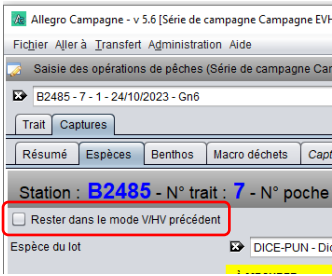 Allegro Campagne - v 5.6 [Série de campagne Campagne EVH
Fichier Aller à Transfert Administration Aide
Saisie des opérations de pêches (Série de campagne Car
B2485 - 7 - 1 - 24/10/2023 - Gn6
Trait Captures
Résumé Espèces Benthos Macro déchets Capt
Station : B2485 - N° trait : 7 - N° poche
Rester dans le mode V/HV précédent
Espèce du lot DICE-PUN - Dic